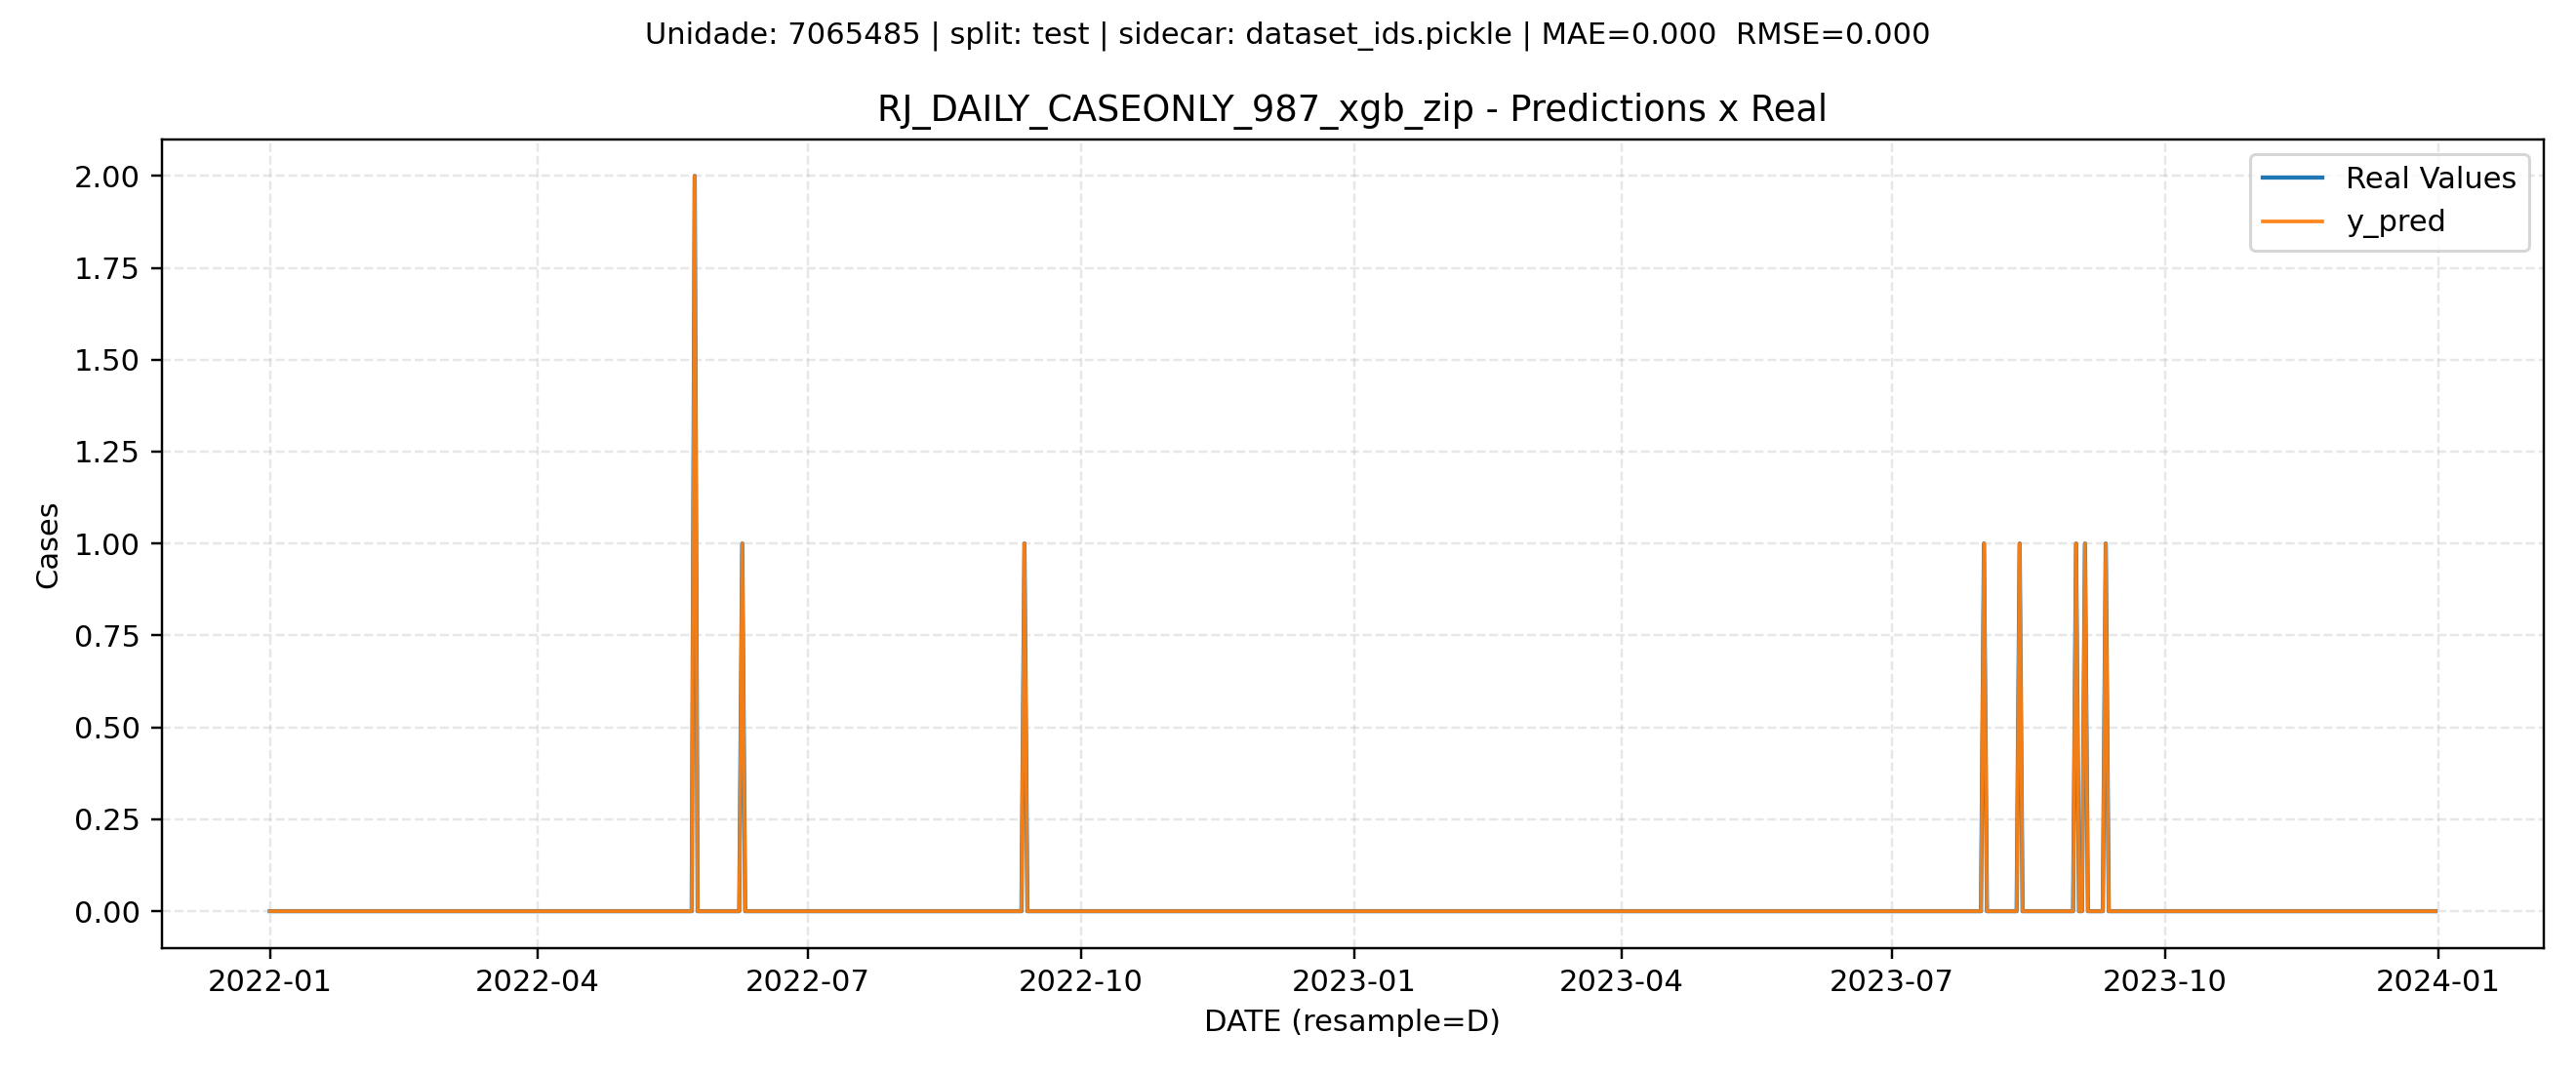 Unidade: 7065485 | split: test | sidecar: dataset_ids.pickle | MAE=0.000  RMSE=0.000
RJ_DAILY_CASEONLY_987_xgb_zip - Predictions x Real
Real Values
y_pred
Cases
2.00
1.75
1.50
1.25
1.00
0.75
0.50
0.25
0.00
2022-01 2022-04 2022-07 2022-10 2023-01 2023-04 2023-07 2023-10 2024-01
DATE (resample=D)